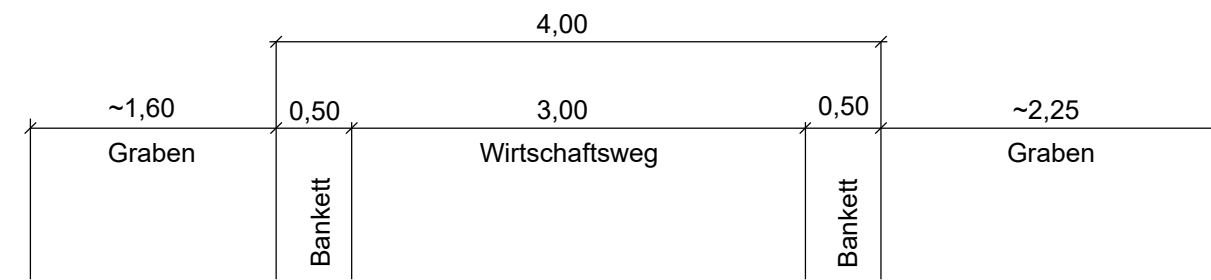 4,00
~1,60
0,50
3,00
0,50
~2,25
Graben
Wirtschaftsweg
Graben
Bankett
Bankett